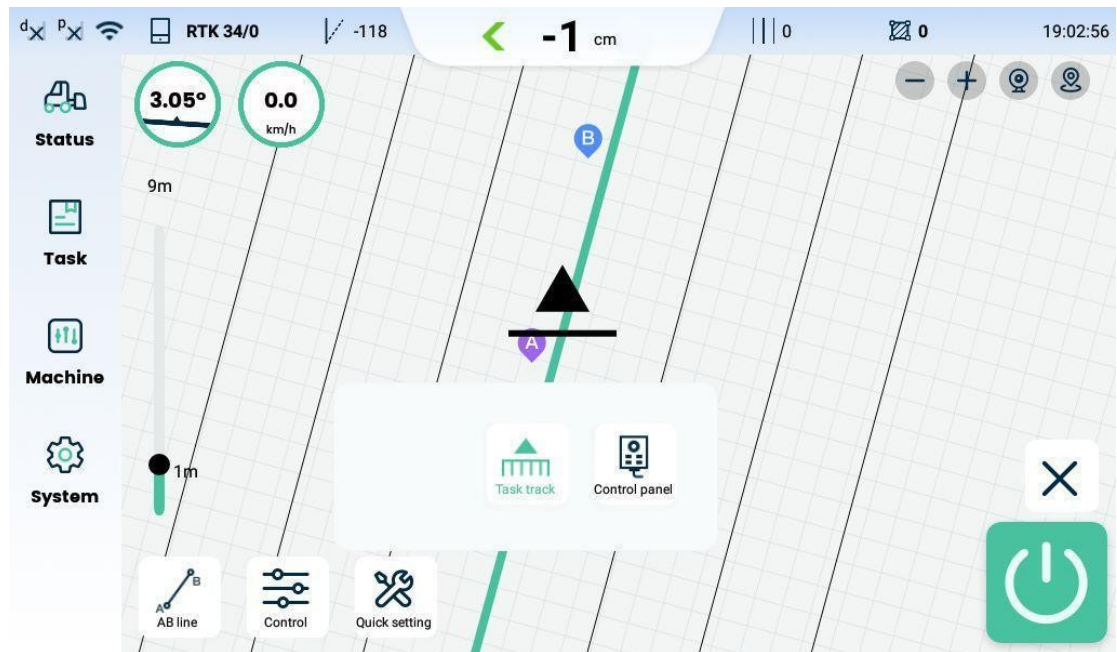 d P RTK 34/0 -118 -1 cm 0 0 19:02:56
Status
3.05°
0.0
km/h
B
9m
Task
A
Machine
1m
System
Task track
Control panel
A B
AB line
Control
Quick setting